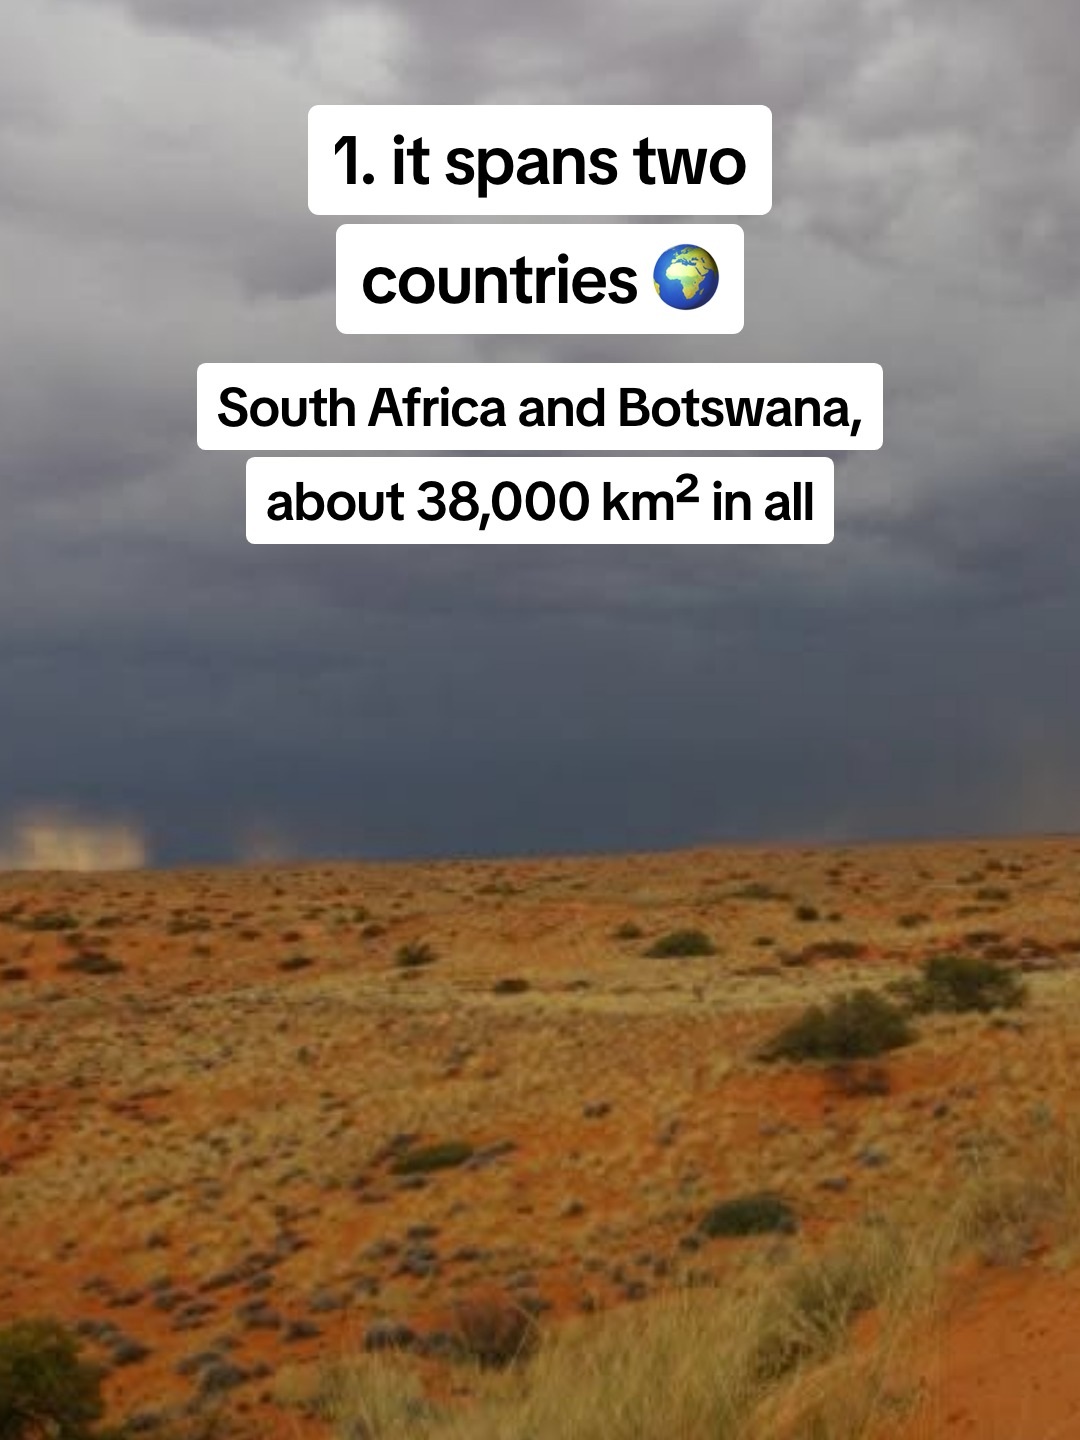 1. it spans two
countries 🌍
South Africa and Botswana,
about 38,000 km² in all